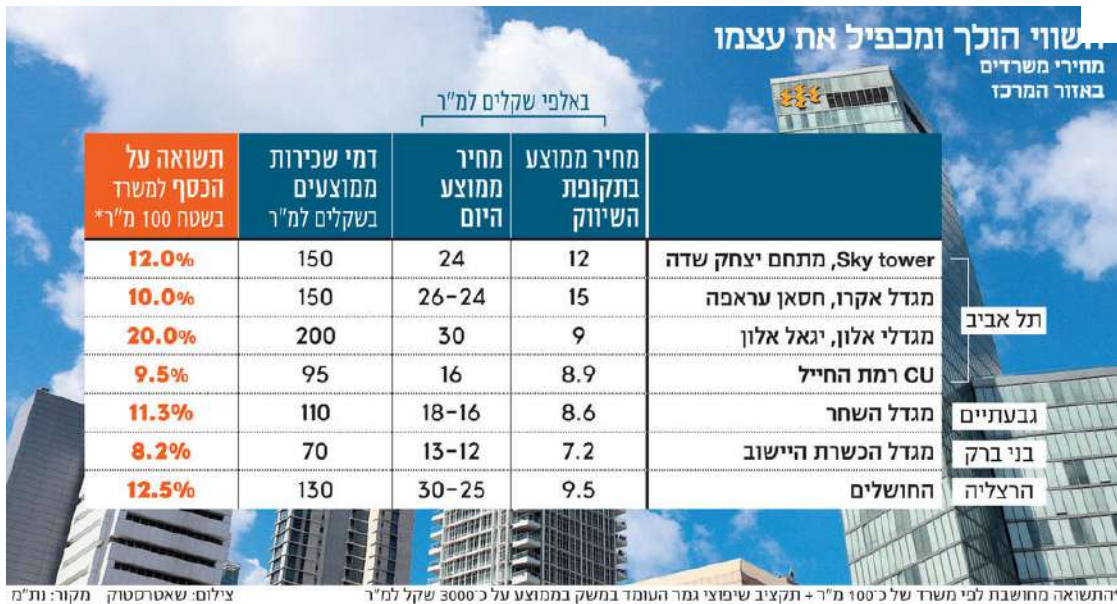 השווי הולך ומכפיל את עצמו
מחירי משרדים
באזור המרכז
באלפי שקלים למ"ר
מחיר ממוצע בתקופת השיווק
מחיר ממוצע היום
דמי שכירות ממוצעים בשקלים למ"ר
תשואה על הכסף למשרד בשטח 100 מ"ר*
תל אביב
Sky tower, מתחם יצחק שדה 12 24 150 12.0%
מגדל אקרו, חסאן עראפה 15 26-24 150 10.0%
מגדלי אלון, יגאל אלון 9 30 200 20.0%
CU רמת החייל 8.9 16 95 9.5%
גבעתיים מגדל השחר 8.6 18-16 110 11.3%
בני ברק מגדל הכשרת היישוב 7.2 13-12 70 8.2%
הרצליה החושלים 9.5 30-25 130 12.5%
התשואה מחושבת לפי משרד של כ־100 מ"ר + תקציב שיפוצי גמר העומד במשק בממוצע על כ־3000 שקל למ"ר
צילום: שאטרסטוק מקור: נת"מ